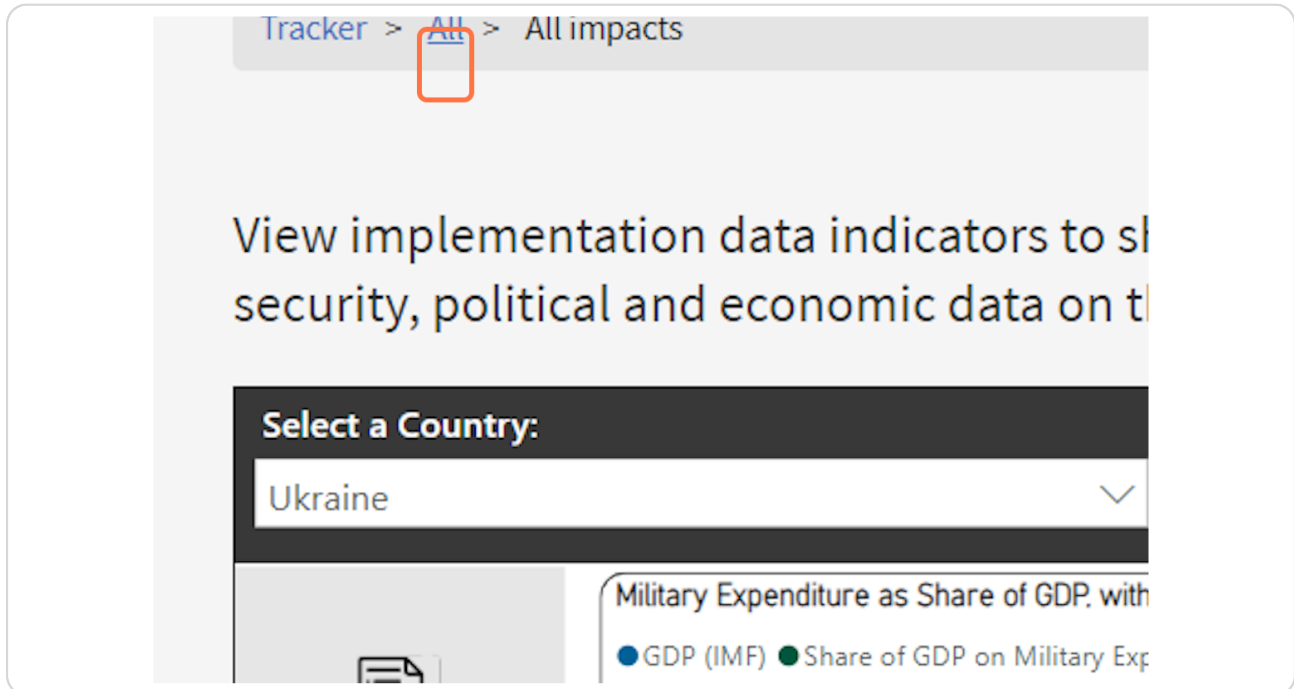 Tracker > All > All impacts
View implementation data indicators to
security, political and economic data on
Select a Country:
Ukraine
Military Expenditure as Share of GDP, with
GDP (IMF) Share of GDP on Military